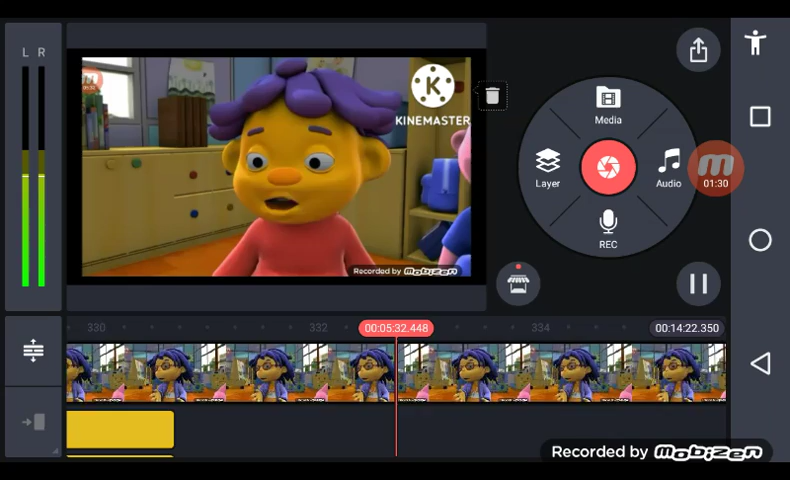 L R
K
KINEMASTER
Recorded by mobizen
Media
Layer
Audio
REC
01:30
330
332
00:05:32.448
334
00:14:22.350
Recorded by mobizen